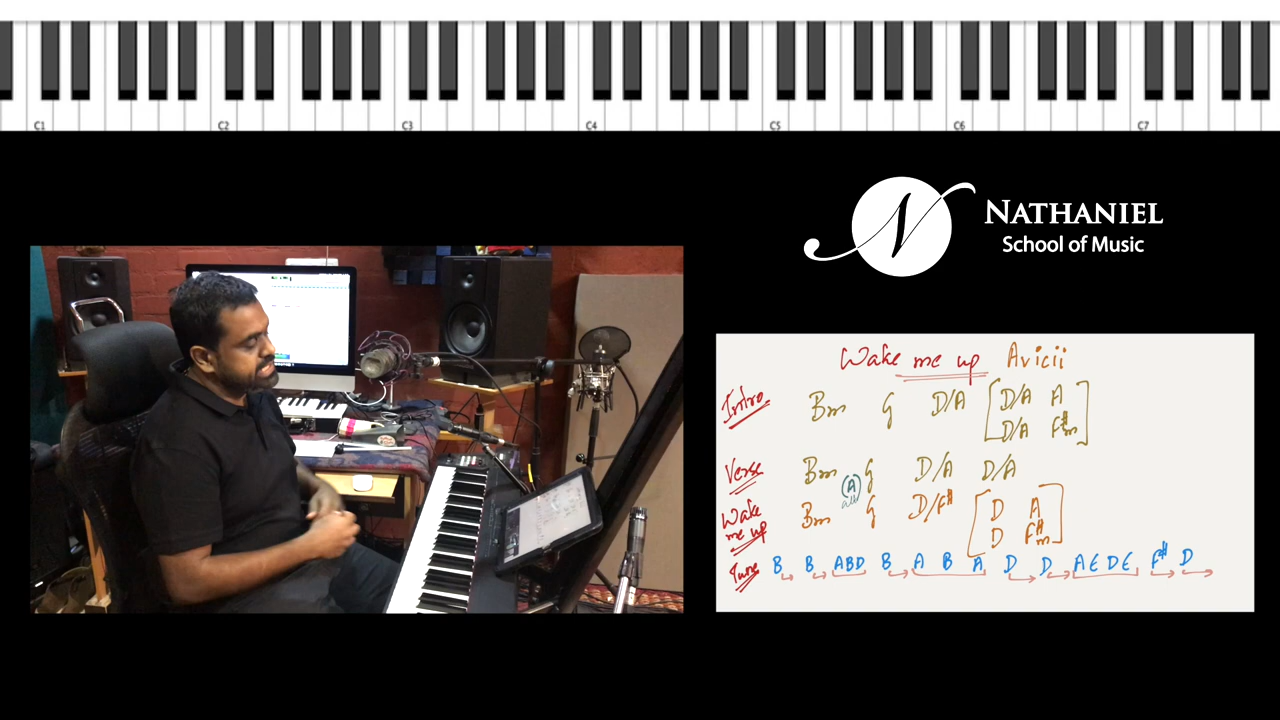 C1 C2 C3 C4 C5 C6 C7
NATHANIEL
School of Music
Wake me up Avicii
Intro Bm G D/A [ D/A A
D/A F#m ]
Verse Bm G D/A D/A
A
add
Wake me up Bm G D/F# [ D A
D F#m ]
Tune B B ABD B A B A D D A E D E F# D